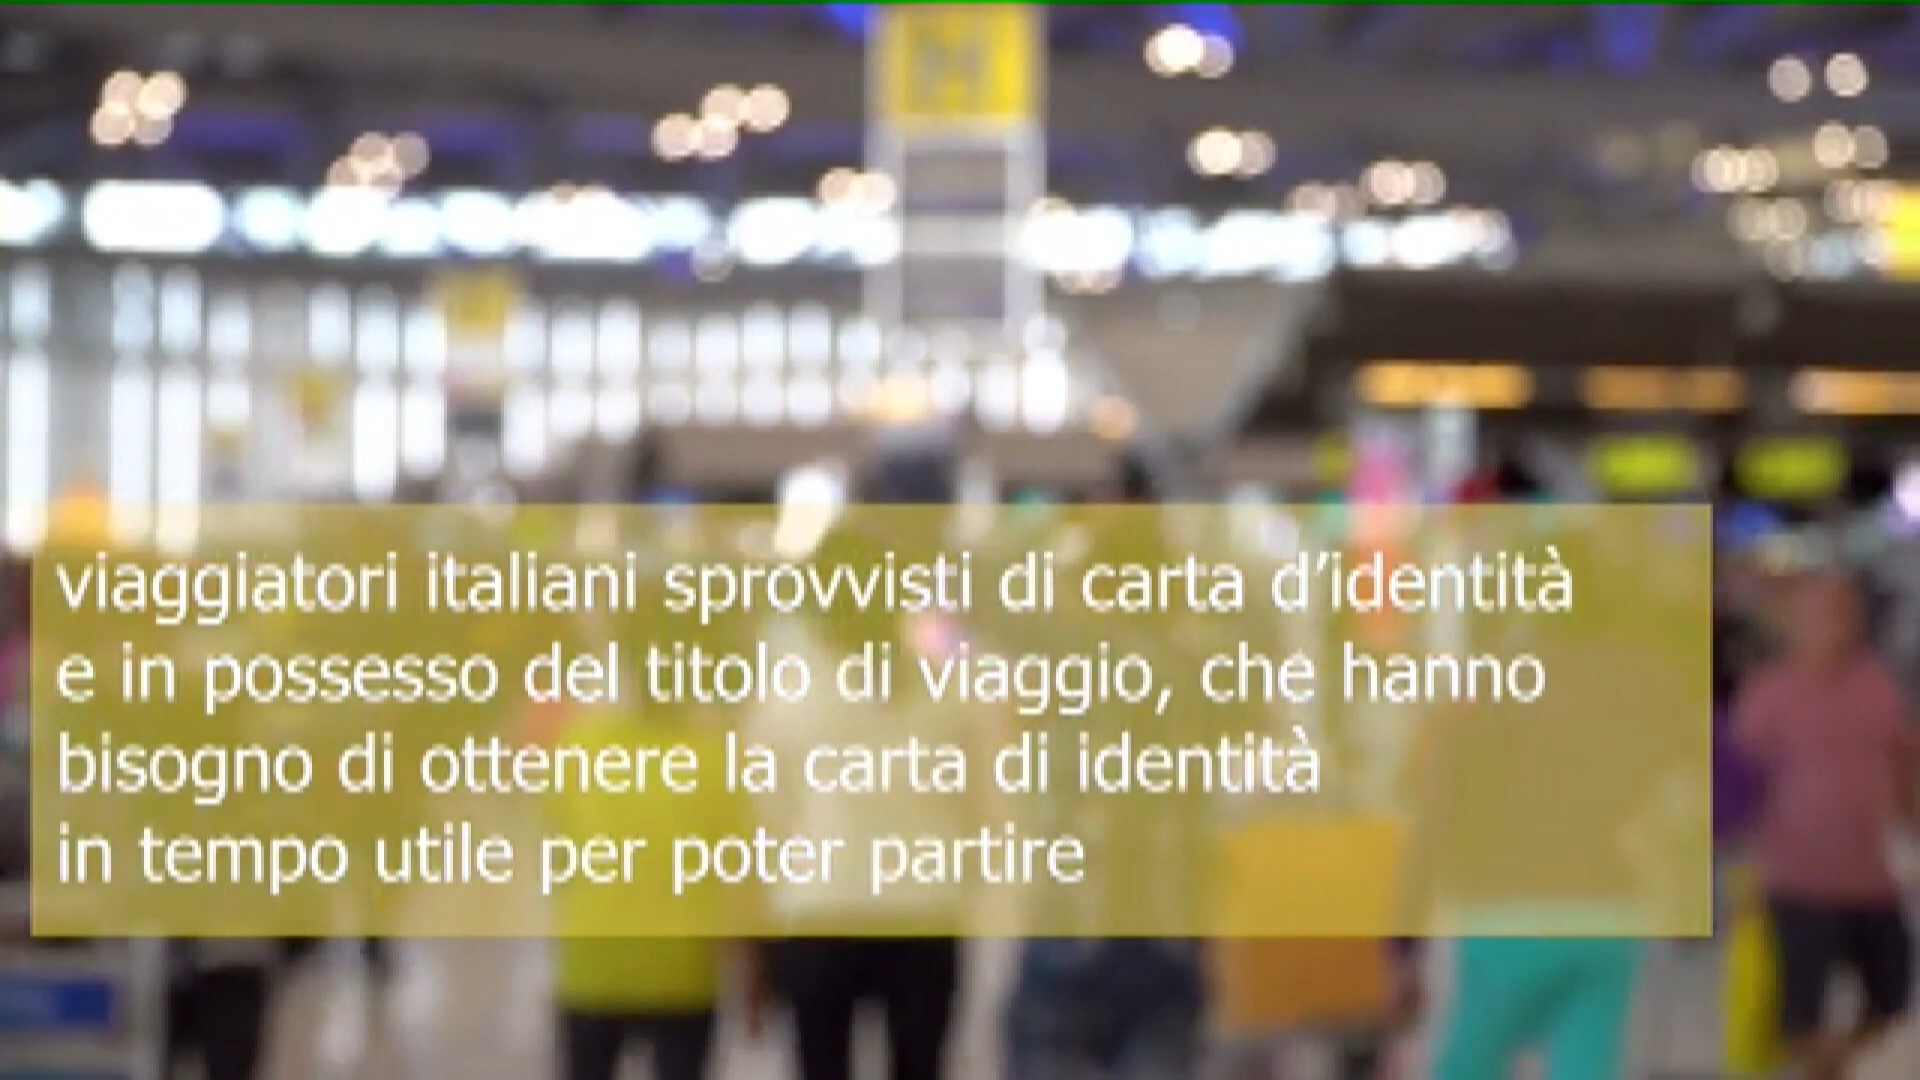 viaggiatori italiani sprovvisti di carta d’identità
e in possesso del titolo di viaggio, che hanno
bisogno di ottenere la carta di identità
in tempo utile per poter partire